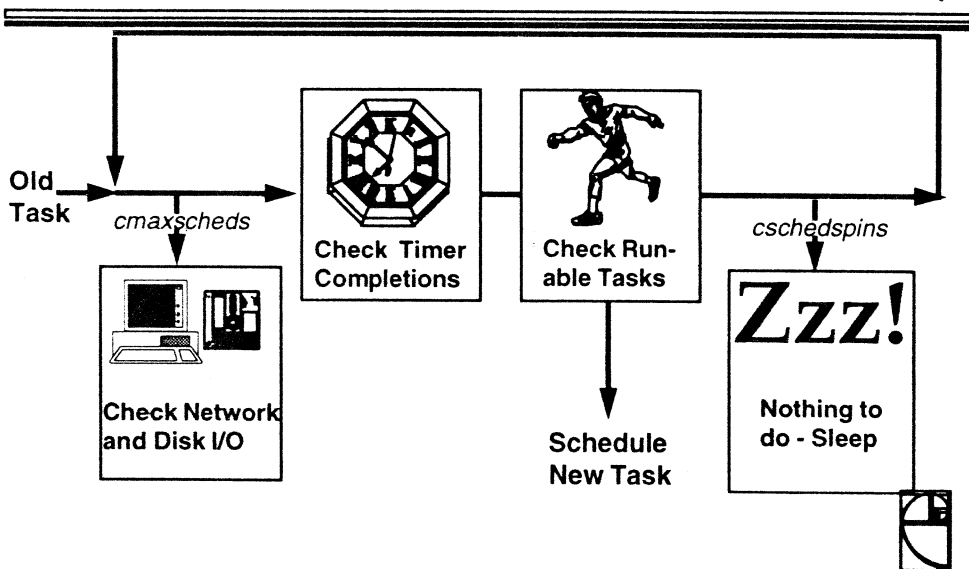 Old
Task
cmaxscheds
Check Network
and Disk I/O
Check Timer
Completions
Check Run-
able Tasks
Schedule
New Task
cschedspins
Zzz!
Nothing to
do - Sleep